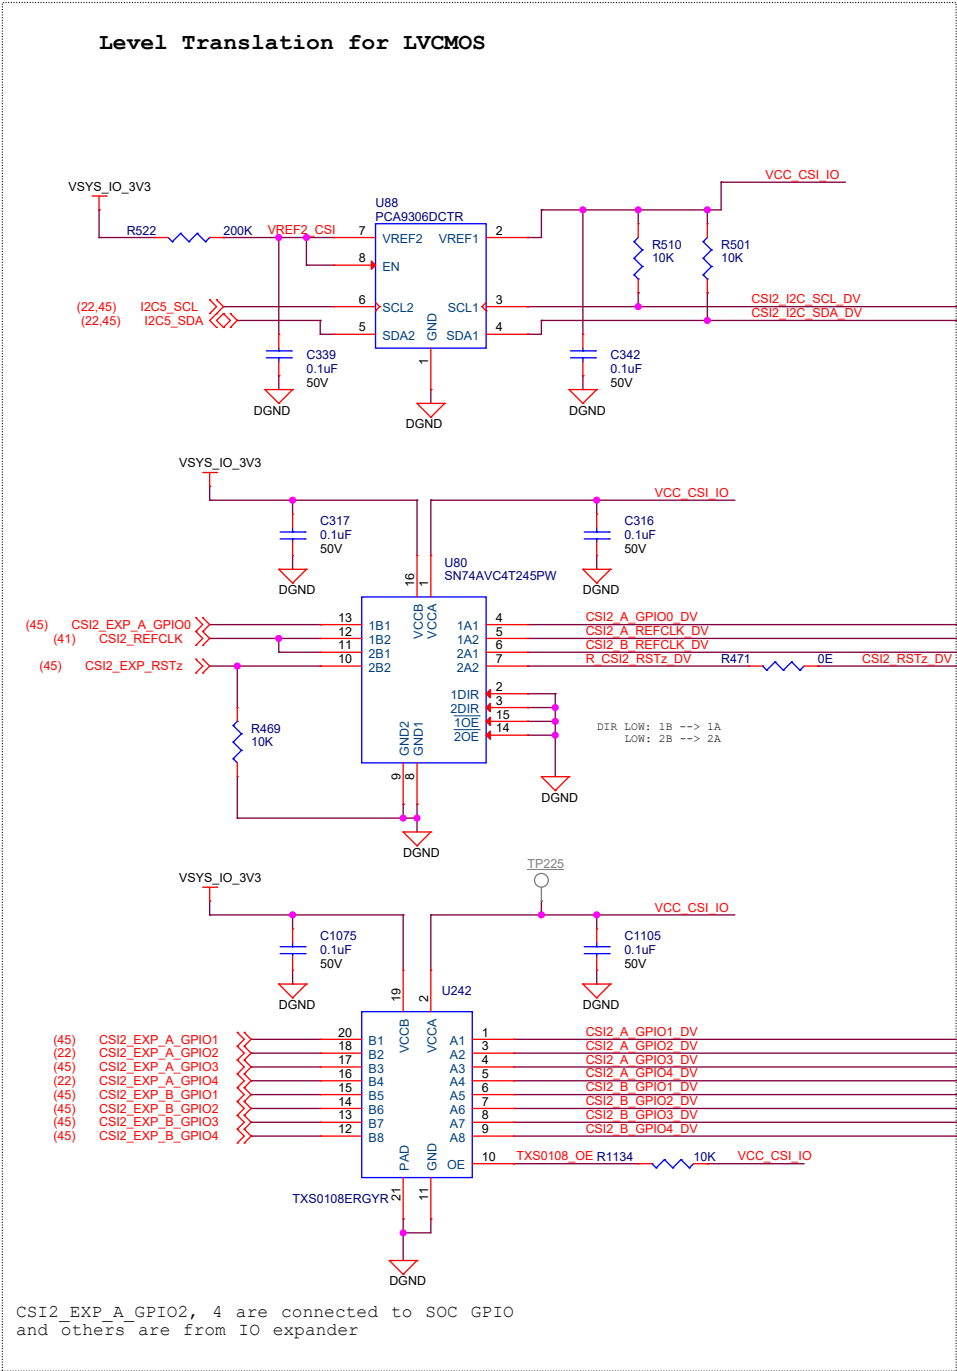 Level Translation for LVCMOS
VCC_CSI_IO
VSYS_IO_3V3
U88
PCA9306DCTR
R522 200K VREF2_CSI 7 VREF2 VREF1 2
R510
10K
R501
10K
8 EN
(22,45) I2C5_SCL 6 SCL2 SCL1 3 CSI2_I2C_SCL_DV
(22,45) I2C5_SDA 5 SDA2 SDA1 4 CSI2_I2C_SDA_DV
GND
1
C339
0.1uF
50V
C342
0.1uF
50V
DGND
DGND
DGND
VSYS_IO_3V3
VCC_CSI_IO
C317
0.1uF
50V
C316
0.1uF
50V
U80
SN74AVC4T245PW
DGND
DGND
16 1
VCCB VCCA
(45) CSI2_EXP_A_GPIO0 13 1B1 1A1 4 CSI2_A_GPIO0_DV
(41) CSI2_REFCLK 12 1B2 1A2 5 CSI2_A_REFCLK_DV
11 2B1 2A1 6 CSI2_B_REFCLK_DV
(45) CSI2_EXP_RSTz 10 2B2 2A2 7 R_CSI2_RSTz_DV R471 0E CSI2_RSTz_DV
1DIR 2
2DIR 3
1OE 15
2OE 14
R469
10K
GND2 GND1
9 8
DIR LOW: 1B --> 1A
LOW: 2B --> 2A
DGND
DGND
TP225
VSYS_IO_3V3
VCC_CSI_IO
C1075
0.1uF
50V
C1105
0.1uF
50V
DGND
DGND
19 2
U242
VCCB VCCA
(45) CSI2_EXP_A_GPIO1 20 B1 A1 1 CSI2_A_GPIO1_DV
(22) CSI2_EXP_A_GPIO2 18 B2 A2 3 CSI2_A_GPIO2_DV
(45) CSI2_EXP_A_GPIO3 17 B3 A3 4 CSI2_A_GPIO3_DV
(22) CSI2_EXP_A_GPIO4 16 B4 A4 5 CSI2_A_GPIO4_DV
(45) CSI2_EXP_B_GPIO1 15 B5 A5 6 CSI2_B_GPIO1_DV
(45) CSI2_EXP_B_GPIO2 14 B6 A6 7 CSI2_B_GPIO2_DV
(45) CSI2_EXP_B_GPIO3 13 B7 A7 8 CSI2_B_GPIO3_DV
(45) CSI2_EXP_B_GPIO4 12 B8 A8 9 CSI2_B_GPIO4_DV
PAD GND OE 10 TXS0108_OE R1134 10K VCC_CSI_IO
TXS0108ERGYR 21 11
DGND
CSI2_EXP_A_GPIO2, 4 are connected to SOC GPIO
and others are from IO expander